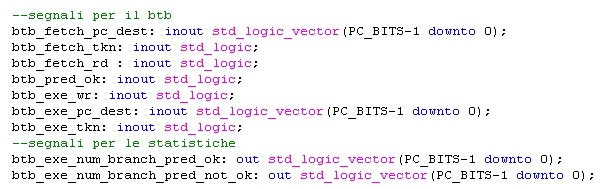 --segnali per il btb
btb_fetch_pc_dest: inout std_logic_vector(PC_BITS-1 downto 0);
btb_fetch_tkn: inout std_logic;
btb_fetch_rd : inout std_logic;
btb_pred_ok: inout std_logic;
btb_exe_wr: inout std_logic;
btb_exe_pc_dest: inout std_logic_vector(PC_BITS-1 downto 0);
btb_exe_tkn: inout std_logic;
--segnali per le statistiche
btb_exe_num_branch_pred_ok: out std_logic_vector(PC_BITS-1 downto 0);
btb_exe_num_branch_pred_not_ok: out std_logic_vector(PC_BITS-1 downto 0);